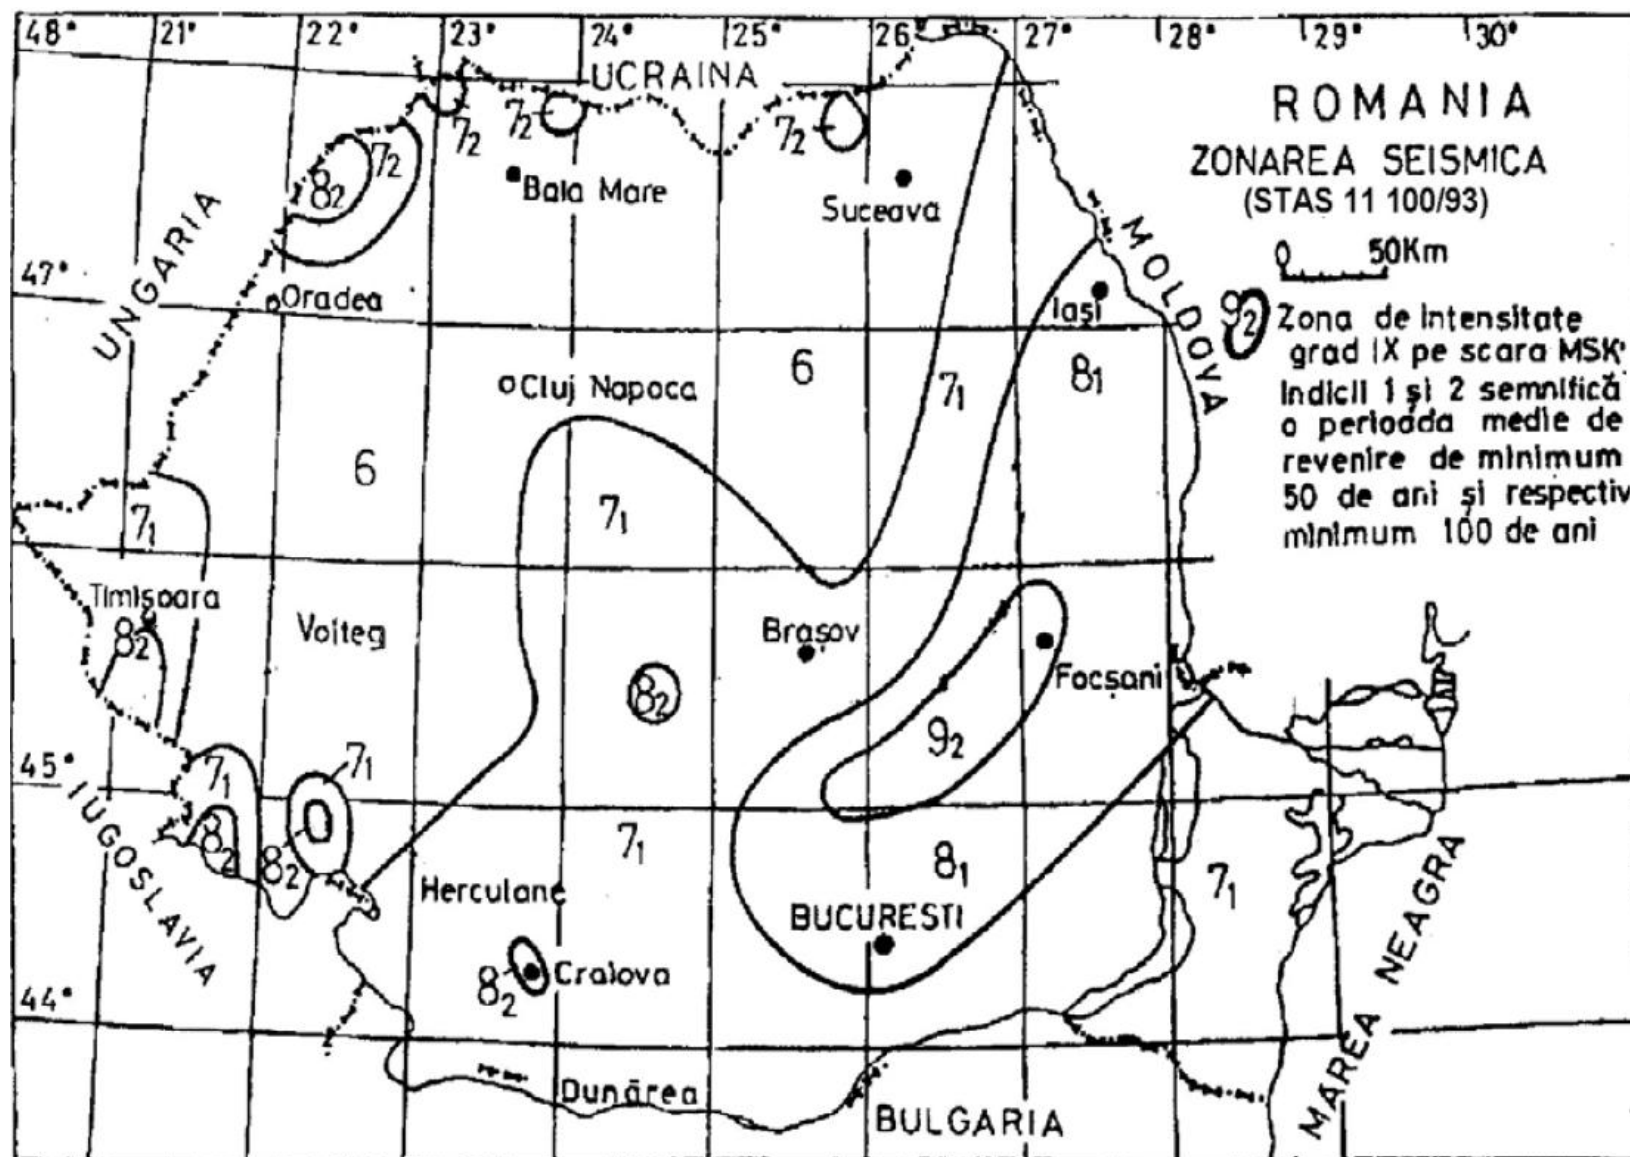 48° 21° 22° 23° 24° 25° 26 27° 28° 29° 30°
UCRAINA
ROMANIA
ZONAREA SEISMICA
(STAS 11 100/93)
0 50Km
9₂
Zona de Intensitate
grad IX pe scara MSK;
Indicii 1 şi 2 semnifică
o perioada medie de
revenire de minimum
50 de ani şi respectiv
minimum 100 de ani
7₂
7₂
7₂
7₂
8₂
Baia Mare
Suceava
MOLDOVA
UNGARIA
47°
Oradea
Iaşi
Cluj Napoca
6
7₁
8₁
6
7₁
7₁
Timişoara
8₂
Voiteg
Braşov
8₂
Focşani
9₂
45°
7₁
7₁
IUGOSLAVIA
8₂
8₂
7₁
8₁
7₁
Herculane
BUCURESTI
8₂
Craiova
44°
MAREA NEAGRA
Dunărea
BULGARIA